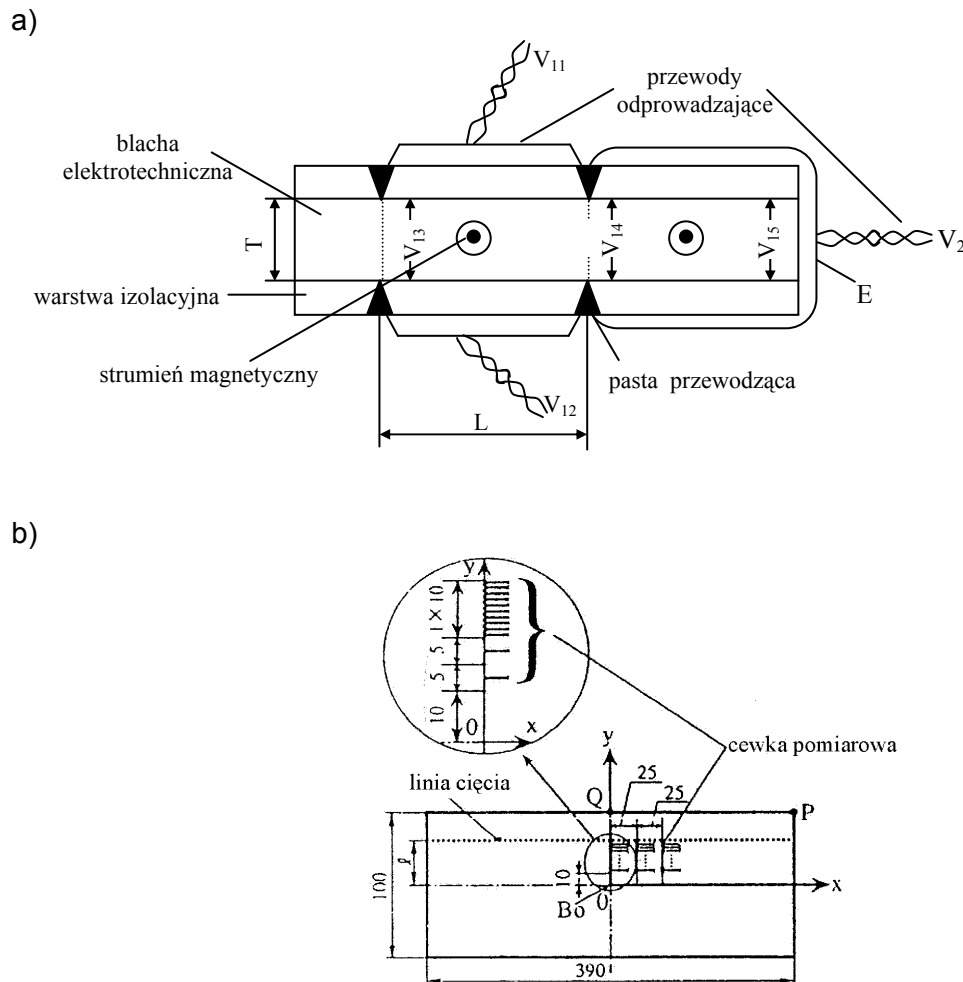 a)
V11
przewody
odprowadzające
blacha
elektrotechniczna
T
V13
V14
V15
V2
E
warstwa izolacyjna
strumień magnetyczny
V12
pasta przewodząca
L
b)
y
1×10
5
5
10
0
x
y
cewka pomiarowa
25
linia cięcia
Q
25
P
100
l
10
x
Bo
0
390